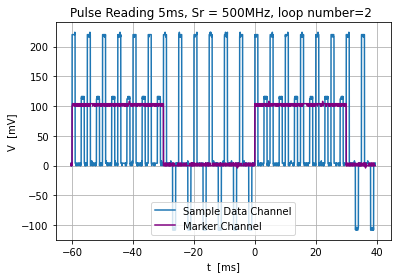 Pulse Reading 5ms, Sr = 500MHz, loop number=2
V [mV]
200
150
100
50
0
−50
−100
Sample Data Channel
Marker Channel
−60
−40
−20
0
20
40
t [ms]